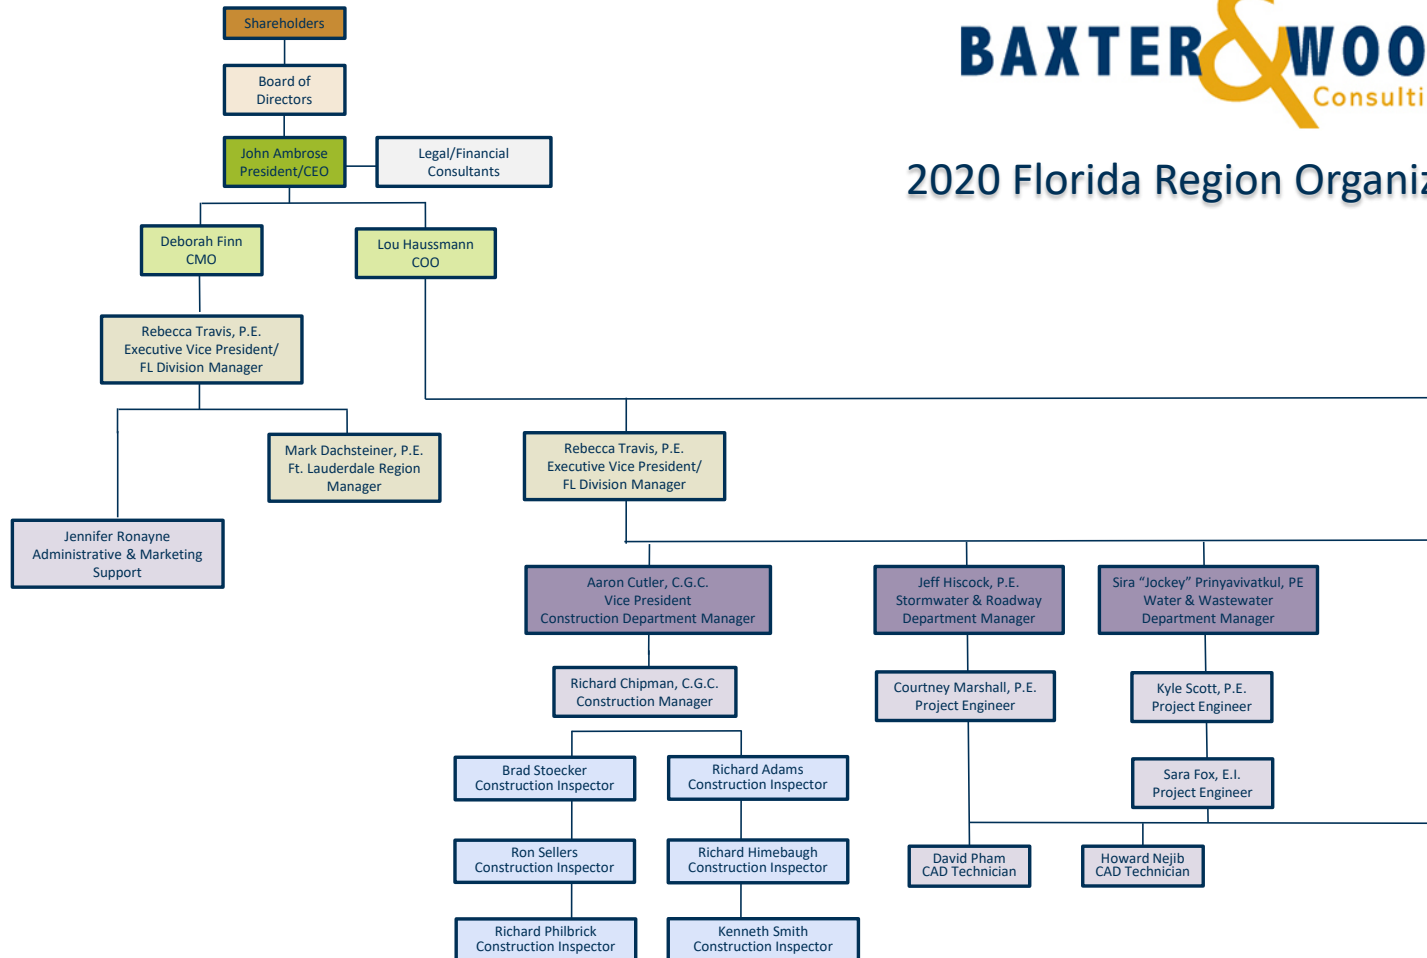 Shareholders
BAXTER & WOO
Consulti
Board of
Directors
John Ambrose
President/CEO
Legal/Financial
Consultants
2020 Florida Region Organiz
Deborah Finn
CMO
Lou Haussmann
COO
Rebecca Travis, P.E.
Executive Vice President/
FL Division Manager
Mark Dachsteiner, P.E.
Ft. Lauderdale Region
Manager
Rebecca Travis, P.E.
Executive Vice President/
FL Division Manager
Jennifer Ronayne
Administrative & Marketing
Support
Aaron Cutler, C.G.C.
Vice President
Construction Department Manager
Jeff Hiscock, P.E.
Stormwater & Roadway
Department Manager
Sira “Jockey” Prinyavivatkul, PE
Water & Wastewater
Department Manager
Richard Chipman, C.G.C.
Construction Manager
Courtney Marshall, P.E.
Project Engineer
Kyle Scott, P.E.
Project Engineer
Brad Stoecker
Construction Inspector
Richard Adams
Construction Inspector
Sara Fox, E.I.
Project Engineer
Ron Sellers
Construction Inspector
Richard Himebaugh
Construction Inspector
David Pham
CAD Technician
Howard Nejib
CAD Technician
Richard Philbrick
Construction Inspector
Kenneth Smith
Construction Inspector